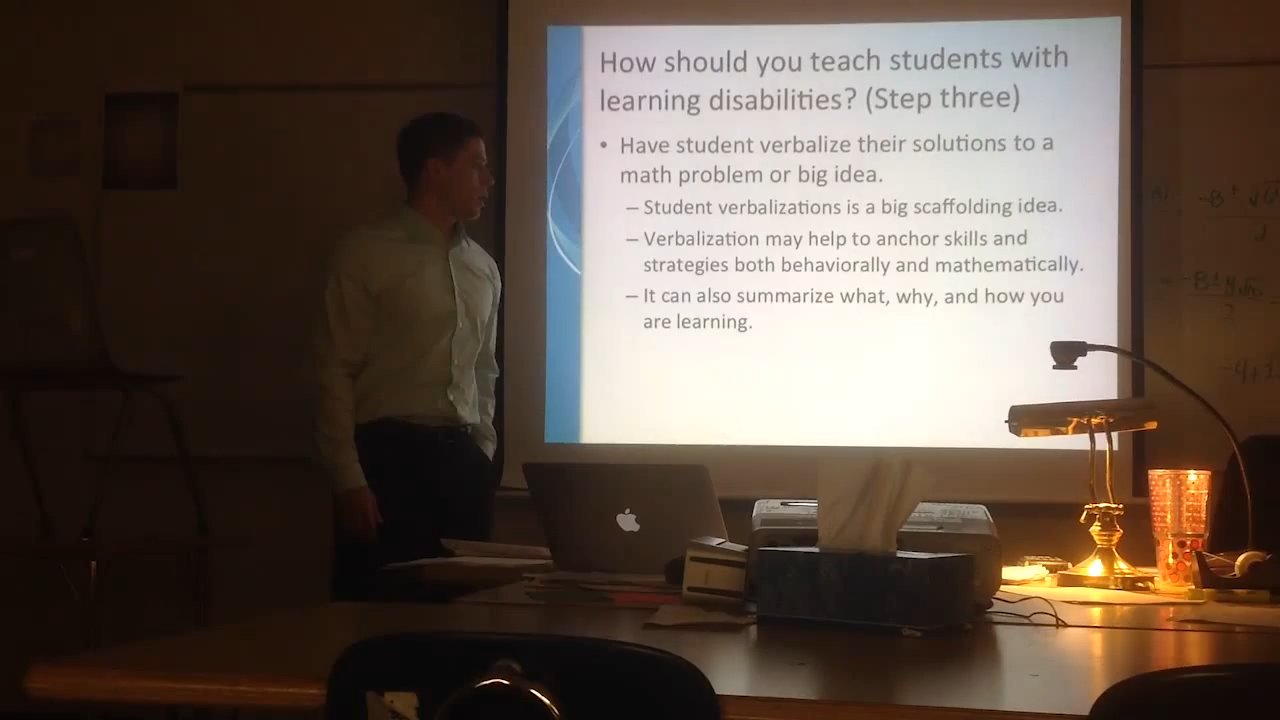 How should you teach students with
learning disabilities? (Step three)
• Have student verbalize their solutions to a
math problem or big idea.
– Student verbalizations is a big scaffolding idea.
– Verbalization may help to anchor skills and
strategies both behaviorally and mathematically.
– It can also summarize what, why, and how you
are learning.